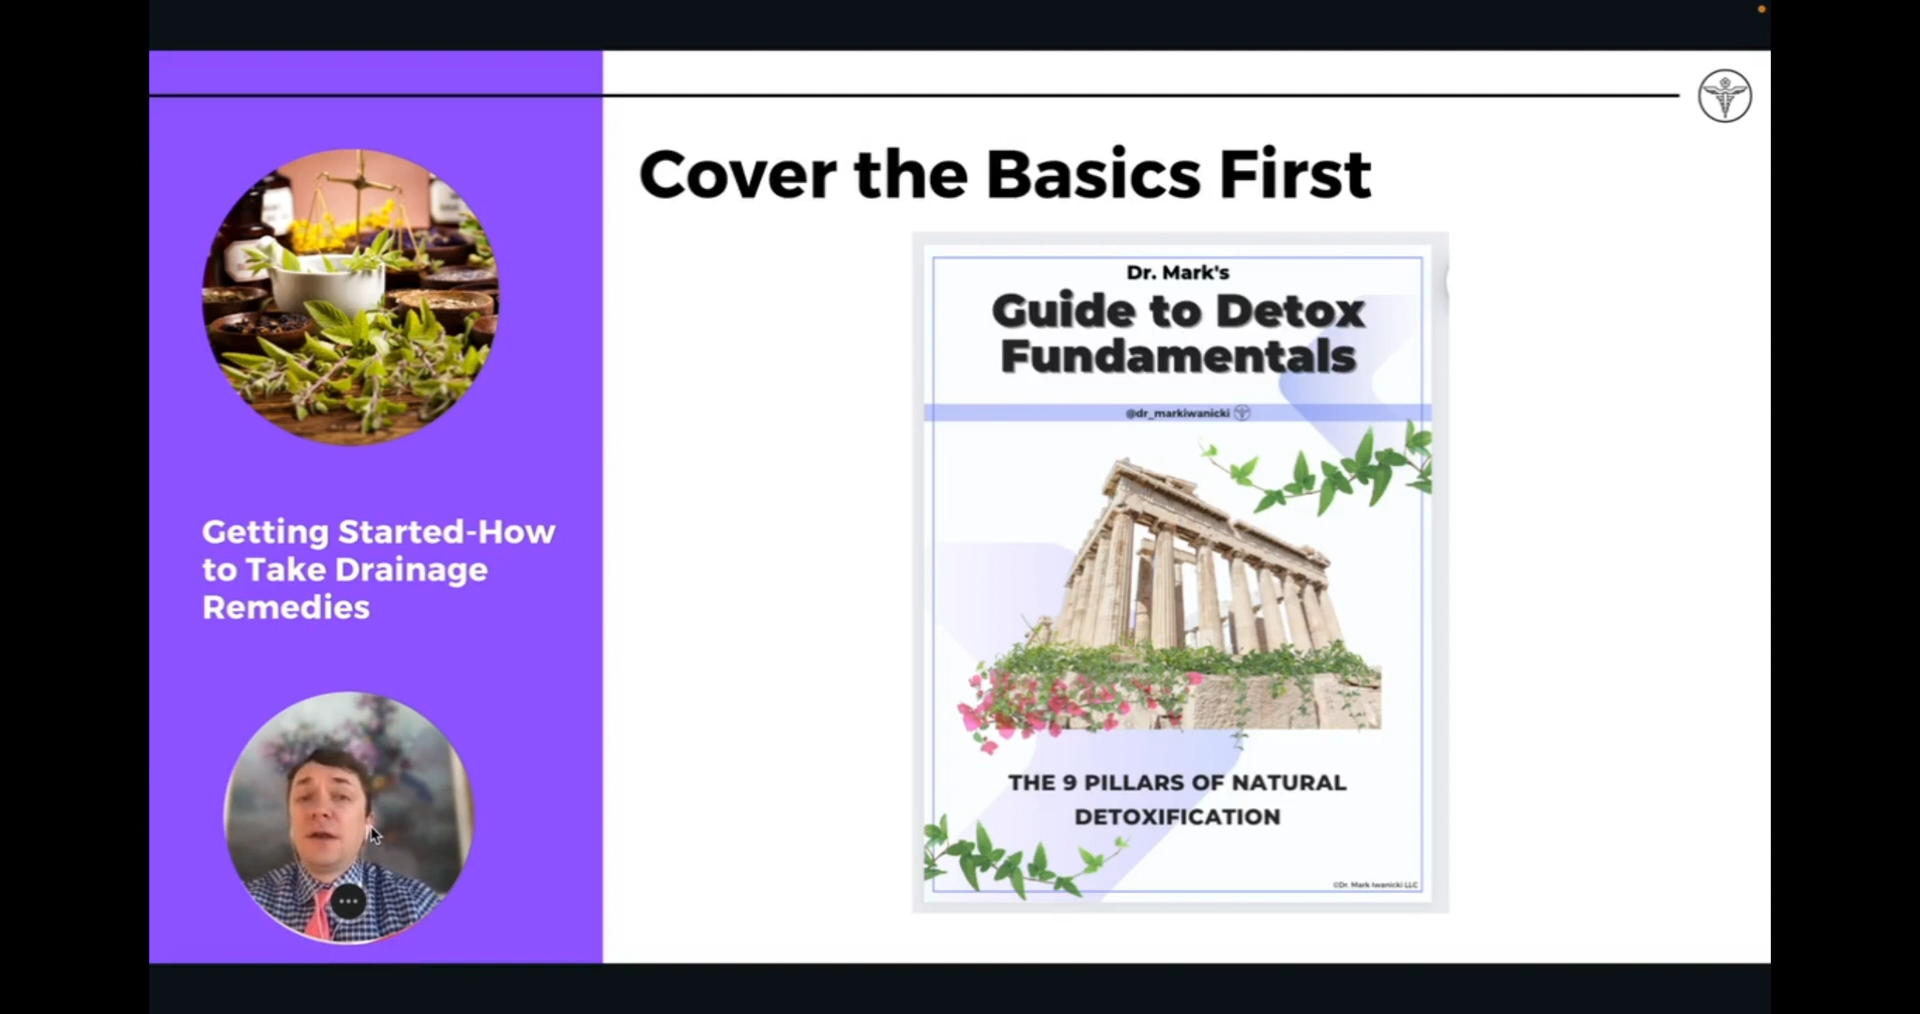 Cover the Basics First
Dr. Mark's
Guide to Detox
Fundamentals
@dr_markiwanicki
THE 9 PILLARS OF NATURAL
DETOXIFICATION
©Dr. Mark Iwanicki LLC
Getting Started-How
to Take Drainage
Remedies